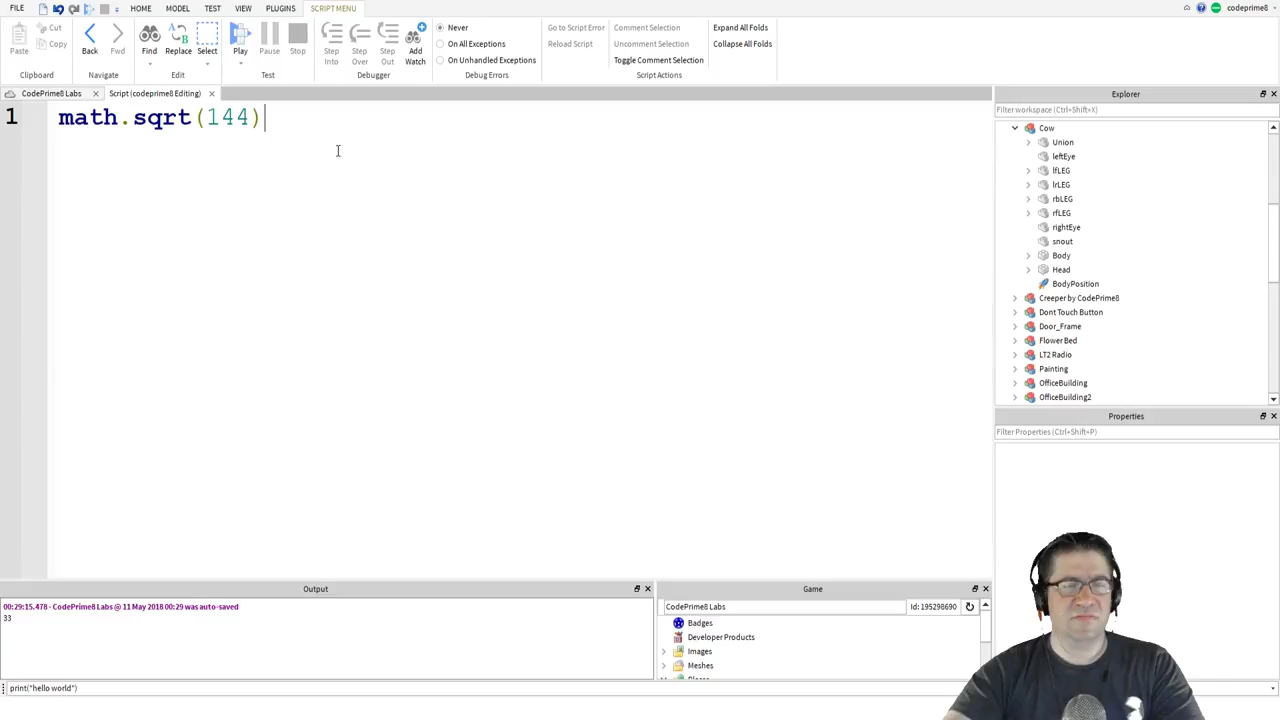 FILE
HOME
MODEL
TEST
VIEW
PLUGINS
SCRIPT MENU
codeprime8
Paste
Cut
Copy
Back
Fwd
Find
Replace
Select
Play
Pause
Stop
Step Into
Step Over
Step Out
Add Watch
Never
On All Exceptions
On Unhandled Exceptions
Go to Script Error
Reload Script
Comment Selection
Uncomment Selection
Toggle Comment Selection
Expand All Folds
Collapse All Folds
Clipboard
Navigate
Edit
Test
Debugger
Debug Errors
Script Actions
CodePrime8 Labs
Script (codeprime8 Editing)
1 math.sqrt(144)
Explorer
Filter workspace (Ctrl+Shift+X)
Cow
Union
leftEye
lfLEG
lrLEG
rbLEG
rfLEG
rightEye
snout
Body
Head
BodyPosition
Creeper by CodePrime8
Dont Touch Button
Door_Frame
Flower Bed
LT2 Radio
Painting
OfficeBuilding
OfficeBuilding2
Properties
Filter Properties (Ctrl+Shift+P)
Output
00:29:15.478 - CodePrime8 Labs @ 11 May 2018 00:29 was auto-saved
33
Game
CodePrime8 Labs
Id: 195298690
Badges
Developer Products
Images
Meshes
print("hello world")